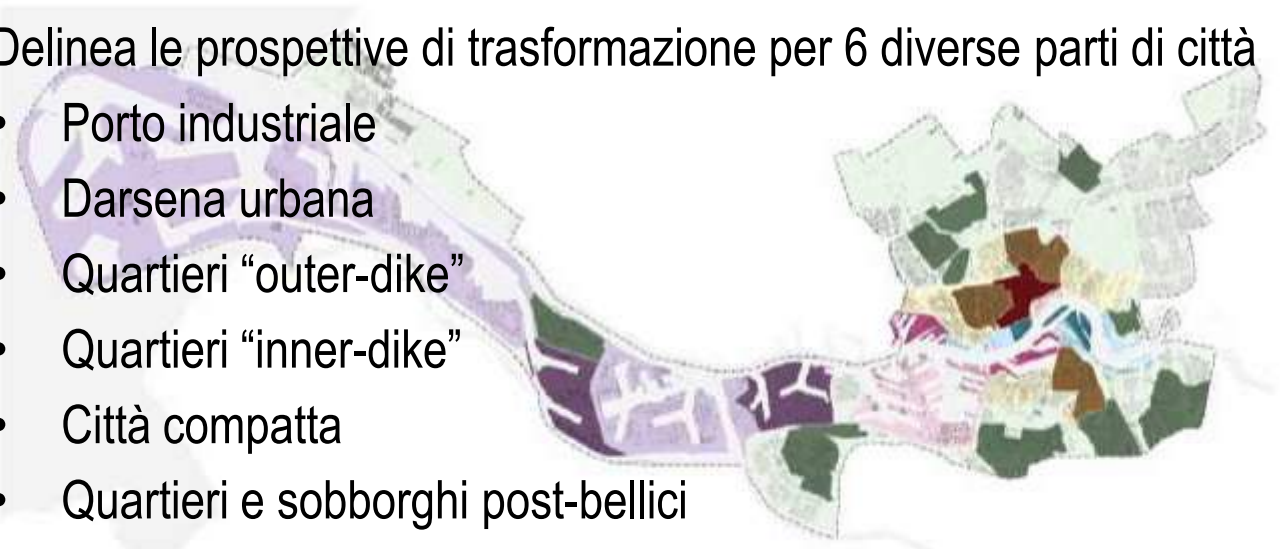 Delinea le prospettive di trasformazione per 6 diverse parti di città
• Porto industriale
• Darsena urbana
• Quartieri “outer-dike”
• Quartieri “inner-dike”
• Città compatta
• Quartieri e sobborghi post-bellici